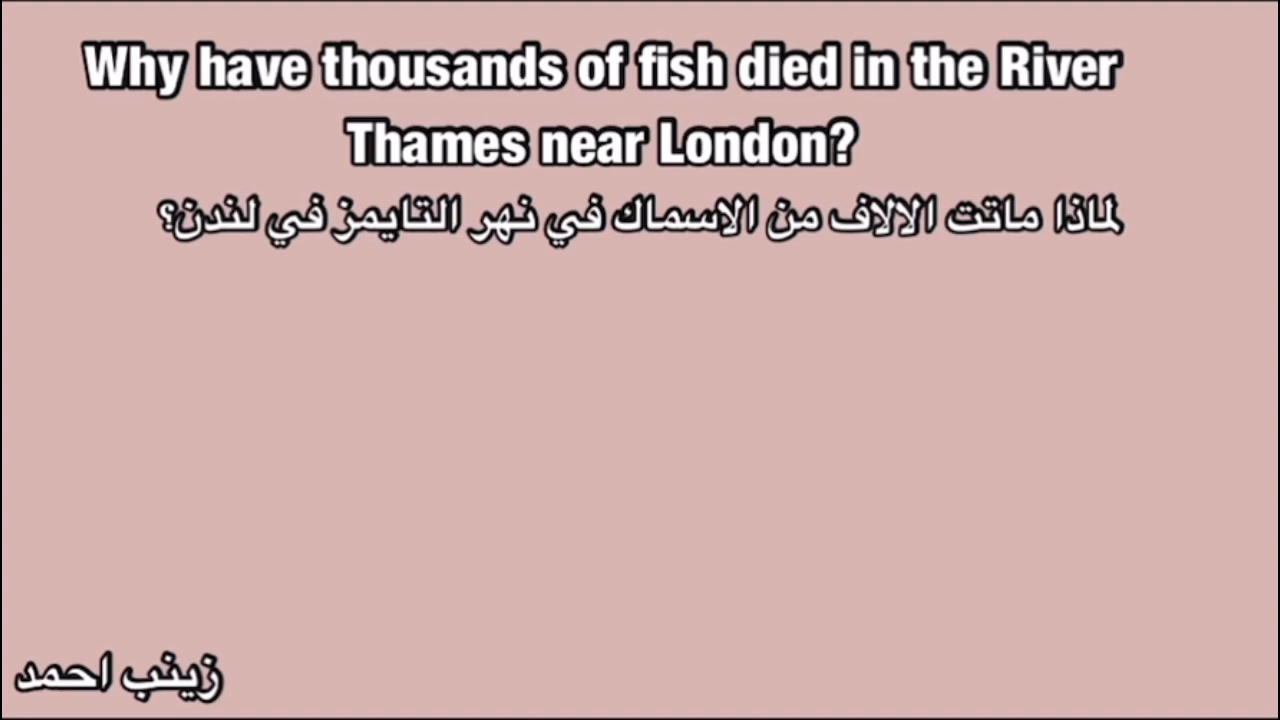 Why have thousands of fish died in the River
Thames near London?
لماذا ماتت الالاف من الاسماك في نهر التايمز في لندن؟
زينب احمد